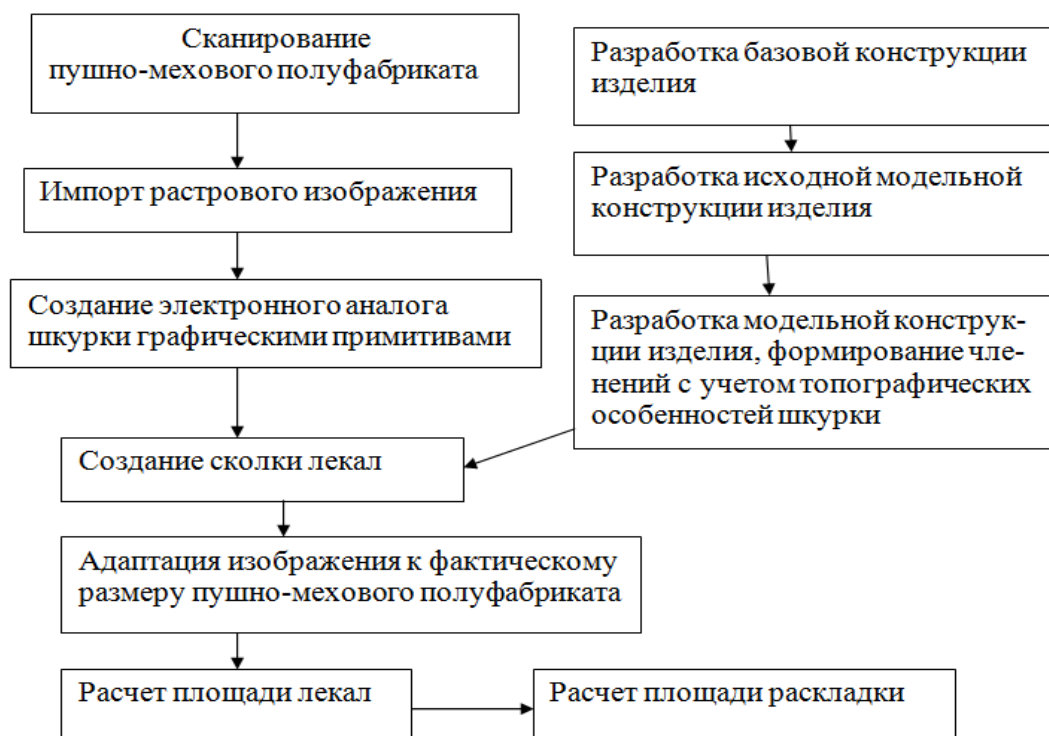 Сканирование
пушно-мехового полуфабриката
Импорт растрового изображения
Создание электронного аналога
шкурки графическими примитивами
Разработка базовой конструкции
изделия
Разработка исходной модельной
конструкции изделия
Разработка модельной конструк-
ции изделия, формирование чле-
нений с учетом топографических
особенностей шкурки
Создание сколки лекал
Адаптация изображения к фактическому
размеру пушно-мехового полуфабриката
Расчет площади лекал
Расчет площади раскладки